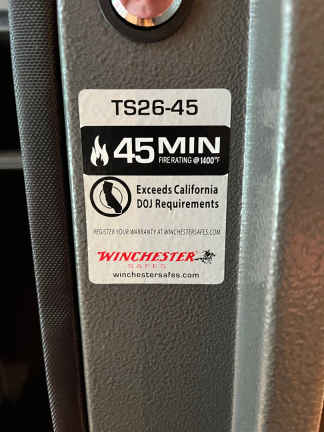 TS26-45
45 MIN
FIRE RATING @ 1400°F
Exceeds California
DOJ Requirements
REGISTER YOUR WARRANTY AT WINCHESTERSAFES.COM
WINCHESTER
SAFES
winchestersafes.com